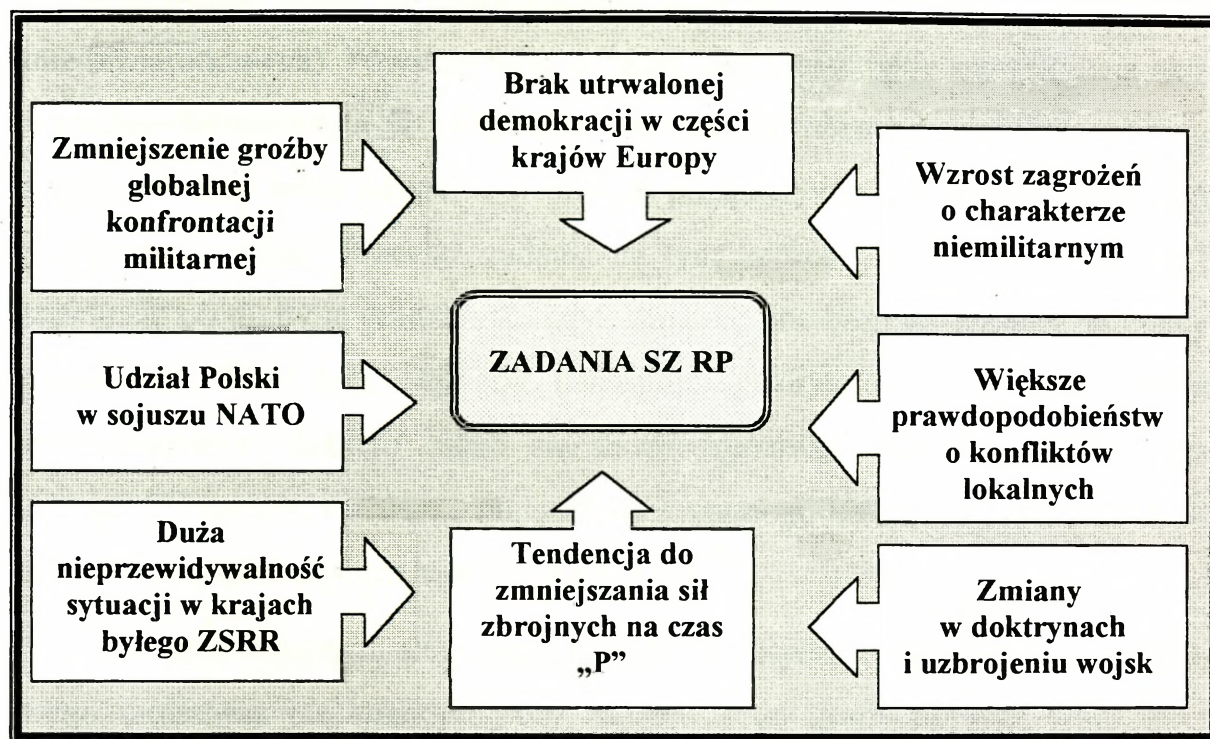 Zmniejszenie groźby
globalnej
konfrontacji
militarnej
Brak utrwalonej
demokracji w części
krajów Europy
Wzrost zagrożeń
o charakterze
niemilitarnym
Udział Polski
w sojuszu NATO
ZADANIA SZ RP
Większe
prawdopodobieństw
o konfliktów
lokalnych
Duża
nieprzewidywalność
sytuacji w krajach
byłego ZSRR
Tendencja do
zmniejszania sił
zbrojnych na czas
„P”
Zmiany
w doktrynach
i uzbrojeniu wojsk